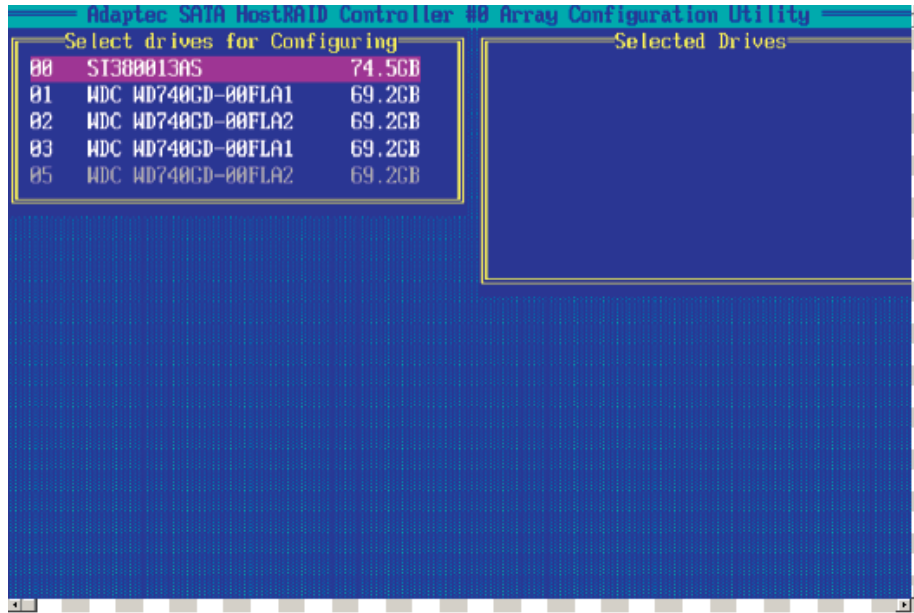 Adaptec SATA HostRAID Controller #0 Array Configuration Utility
Select drives for Configuring
00 ST380013AS 74.5GB
01 WDC WD740GD-00FLA1 69.2GB
02 WDC WD740GD-00FLA2 69.2GB
03 WDC WD740GD-00FLA1 69.2GB
05 WDC WD740GD-00FLA2 69.2GB
Selected Drives